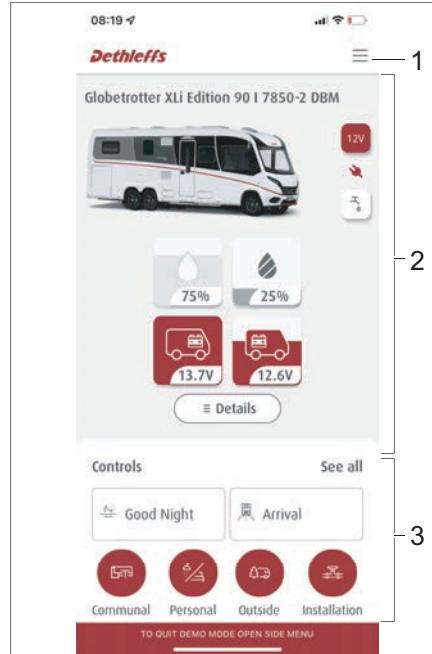 08:19
Dethleffs
1
Globetrotter XLi Edition 90 I 7850-2 DBM
12V
2
75% 25%
13.7V 12.6V
Details
Controls See all
Good Night Arrival
3
Communal Personal Outside Installation
TO QUIT DEMO MODE OPEN SIDE MENU